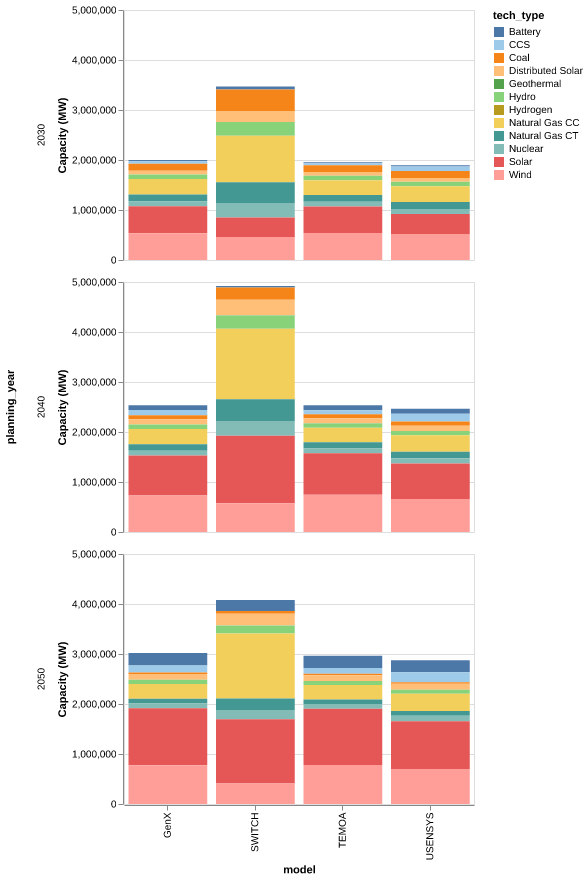 tech_type
Battery
CCS
Coal
Distributed Solar
Geothermal
Hydro
Hydrogen
Natural Gas CC
Natural Gas CT
Nuclear
Solar
Wind
planning_year
2030
Capacity (MW)
5,000,000
4,000,000
3,000,000
2,000,000
1,000,000
0
2040
Capacity (MW)
5,000,000
4,000,000
3,000,000
2,000,000
1,000,000
0
2050
Capacity (MW)
5,000,000
4,000,000
3,000,000
2,000,000
1,000,000
0
GenX
SWITCH
TEMOA
USENSYS
model